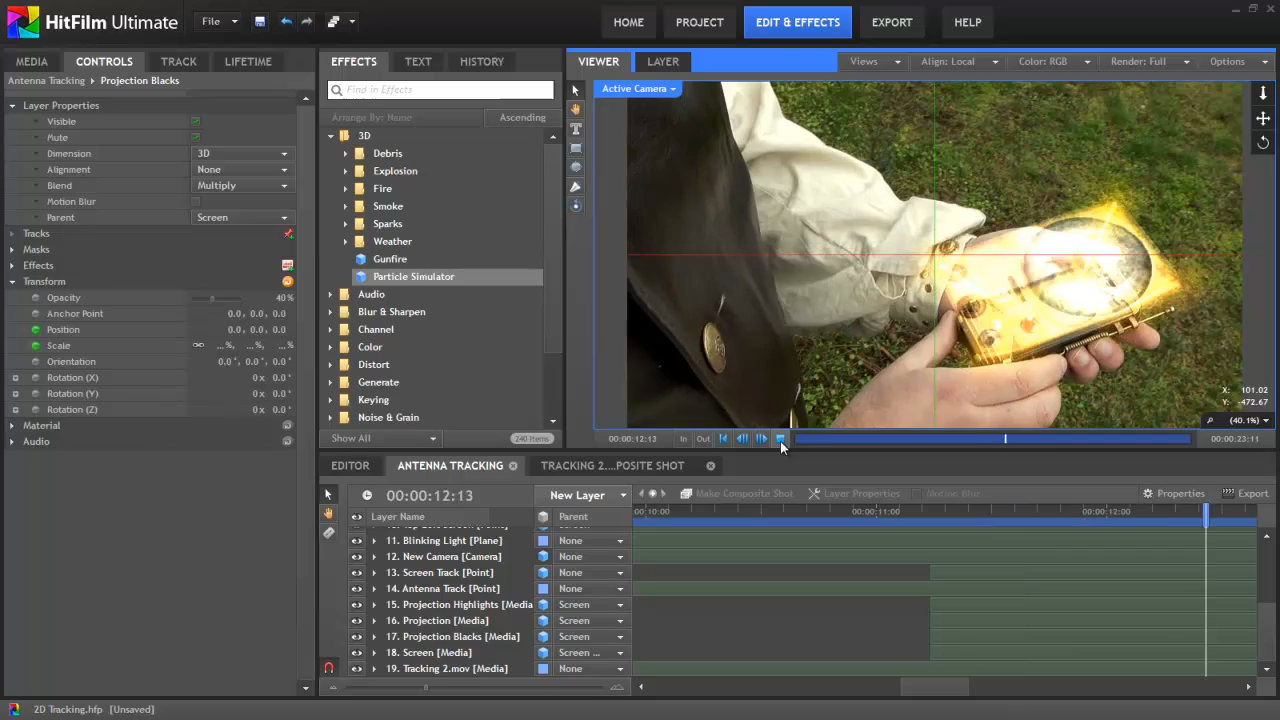 HitFilm Ultimate
File
HOME
PROJECT
EDIT & EFFECTS
EXPORT
HELP
MEDIA
CONTROLS
TRACK
LIFETIME
Antenna Tracking
Projection Blacks
Layer Properties
Visible
Mute
Dimension
3D
Alignment
None
Blend
Multiply
Motion Blur
Parent
Screen
Tracks
Masks
Effects
Transform
Opacity
40%
Anchor Point
0.0, 0.0, 0.0
Position
0.0, 0.0, 0.0
Scale
...%, ...%, ...%
Orientation
0.0°, 0.0°, 0.0°
Rotation (X)
0 x 0.0°
Rotation (Y)
0 x 0.0°
Rotation (Z)
0 x 0.0°
Material
Audio
EFFECTS
TEXT
HISTORY
Find in Effects
Arrange By: Name
Ascending
3D
Debris
Explosion
Fire
Smoke
Sparks
Weather
Gunfire
Particle Simulator
Audio
Blur & Sharpen
Channel
Color
Distort
Generate
Keying
Noise & Grain
Show All
240 Items
VIEWER
LAYER
Views
Align: Local
Color: RGB
Render: Full
Options
Active Camera
X: 101.02
Y: -472.67
(40.1%)
00:00:12:13
In
Out
00:00:23:11
EDITOR
ANTENNA TRACKING
TRACKING 2....POSITE SHOT
00:00:12:13
New Layer
Make Composite Shot
Layer Properties
Motion Blur
Properties
Export
Layer Name
Parent
:00:10:00
00:00:11:00
00:00:12:00
11. Blinking Light [Plane]
None
12. New Camera [Camera]
None
13. Screen Track [Point]
None
14. Antenna Track [Point]
None
15. Projection Highlights [Media
Screen
16. Projection [Media]
Screen
17. Projection Blacks [Media]
Screen
18. Screen [Media]
Screen ...
19. Tracking 2.mov [Media]
None
2D Tracking.hfp
[Unsaved]